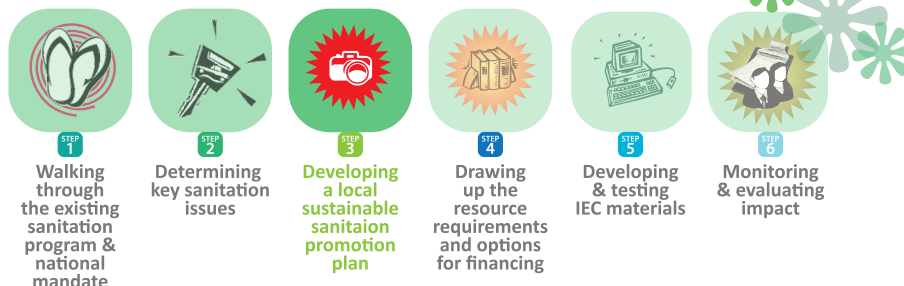 STEP
1
Walking
through
the existing
sanitation
program &
national
mandate
STEP
2
Determining
key sanitation
issues
STEP
3
Developing
a local
sustainable
sanitaion
promotion
plan
STEP
4
Drawing
up the
resource
requirements
and options
for financing
STEP
5
Developing
& testing
IEC materials
STEP
6
Monitoring
& evaluating
impact